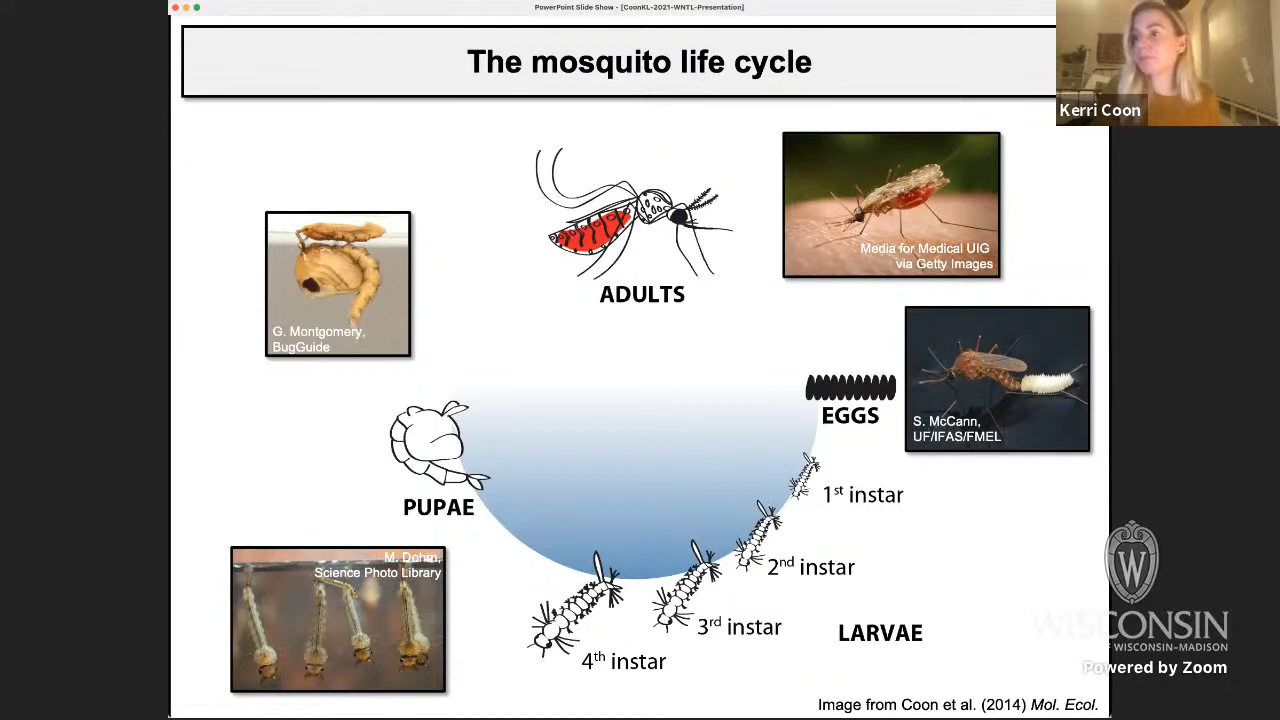 PowerPoint Slide Show - [CoonKL-2021-WNTL-Presentation]
The mosquito life cycle
Kerri Coon
Media for Medical UIG
via Getty Images
G. Montgomery,
BugGuide
ADULTS
EGGS
S. McCann,
UF/IFAS/FMEL
1st instar
PUPAE
2nd instar
M. Dohrn,
Science Photo Library
3rd instar
LARVAE
4th instar
W
WISCONSIN
OF WISCONSIN-MADISON
Powered by Zoom
Image from Coon et al. (2014) Mol. Ecol.